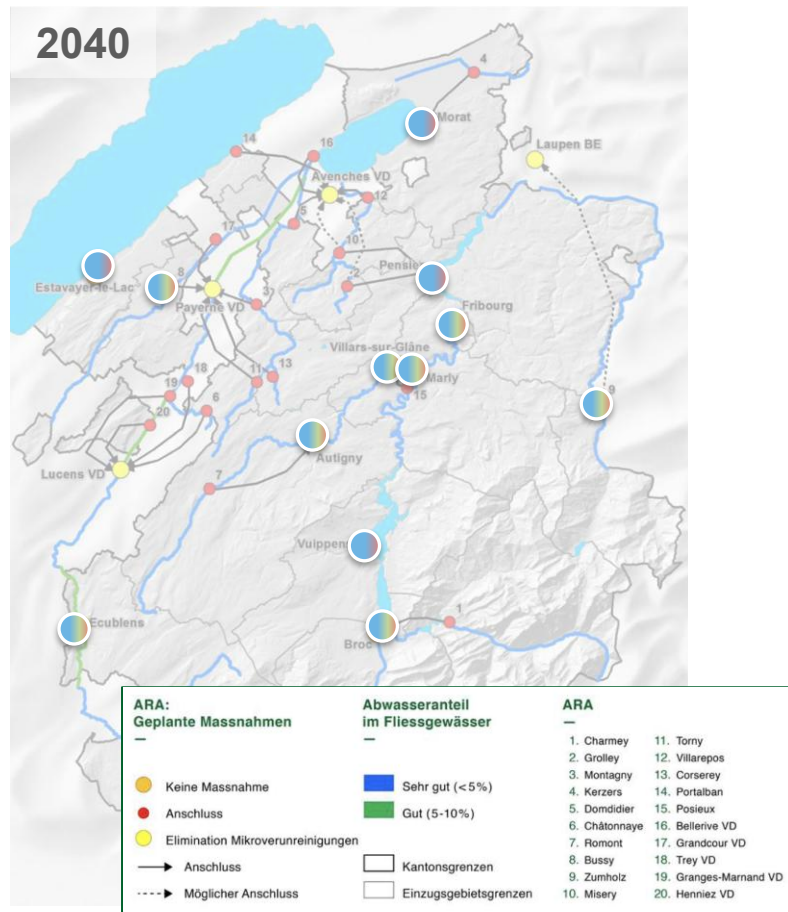 2040
4
Morat
14
16
Laupen BE
Avenches VD
12
5
17
10
Pensier
2
8
Estavayer-le-Lac
3
Payerne VD
Fribourg
Villars-sur-Glâne
18
11
13
Marly
19
15
9
6
20
Autigny
Lucens VD
7
Vuippens
Ecublens
1
Broc
ARA:
Geplante Massnahmen
—
Keine Massnahme
Anschluss
Elimination Mikroverunreinigungen
Anschluss
Möglicher Anschluss
Abwasseranteil
im Fliessgewässer
—
Sehr gut (<5%)
Gut (5-10%)
Kantonsgrenzen
Einzugsgebietsgrenzen
ARA
—
1. Charmey
2. Grolley
3. Montagny
4. Kerzers
5. Domdidier
6. Châtonnaye
7. Romont
8. Bussy
9. Zumholz
10. Misery
11. Torny
12. Villarepos
13. Corserey
14. Portalban
15. Posieux
16. Bellerive VD
17. Grandcour VD
18. Trey VD
19. Granges-Marnand VD
20. Henniez VD